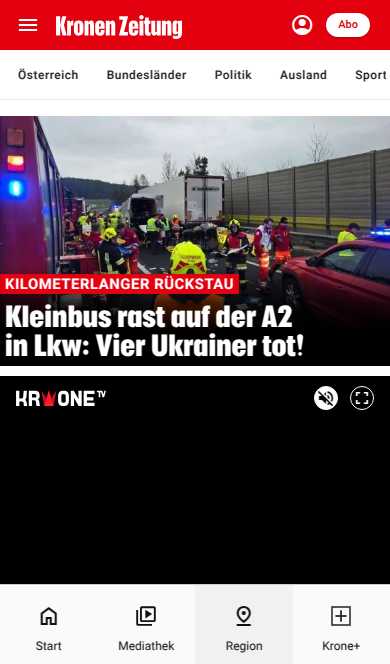 Kronen Zeitung
Abo
Österreich
Bundesländer
Politik
Ausland
Sport
KILOMETERLANGER RÜCKSTAU
Kleinbus rast auf der A2
in Lkw: Vier Ukrainer tot!
KRONE TV
Start
Mediathek
Region
Krone+